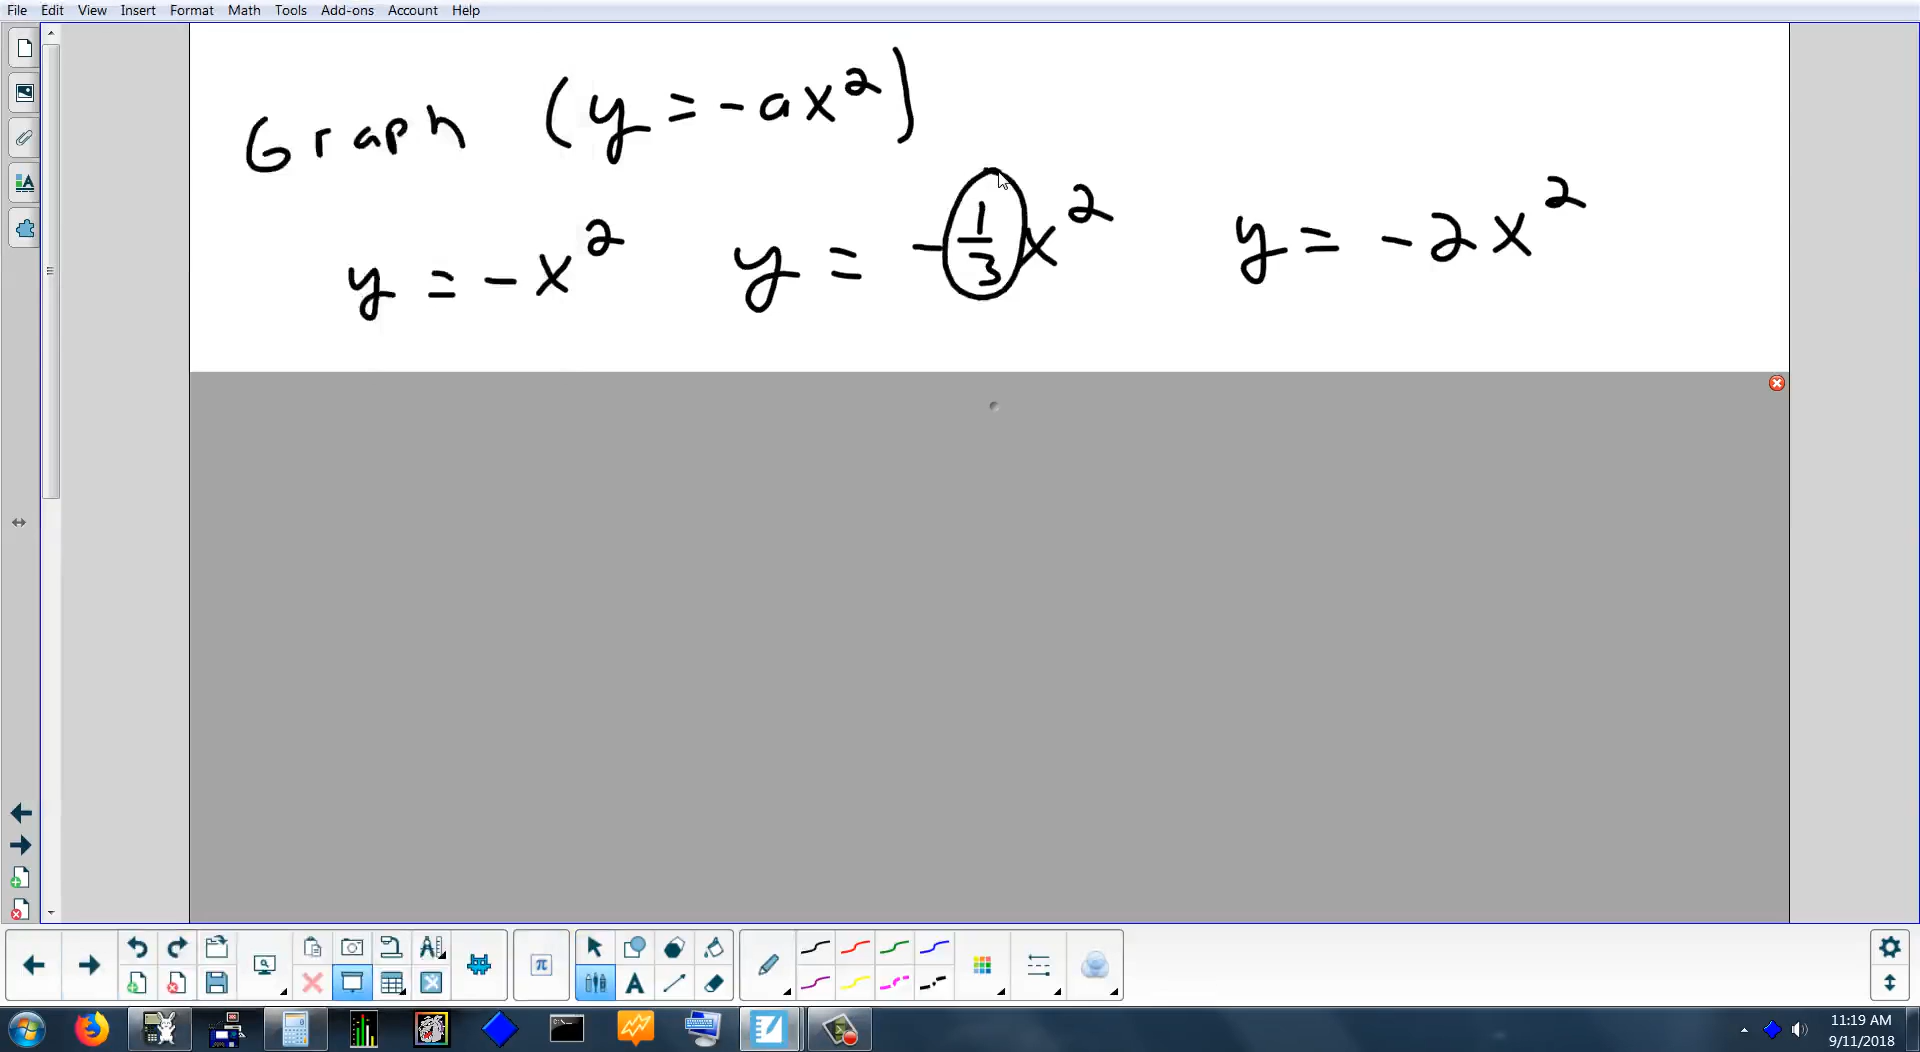 File Edit View Insert Format Math Tools Add-ons Account Help
Graph (y = -ax²)
y = -x² y = -1/3x² y = -2x²
A
π
A
11:19 AM
9/11/2018